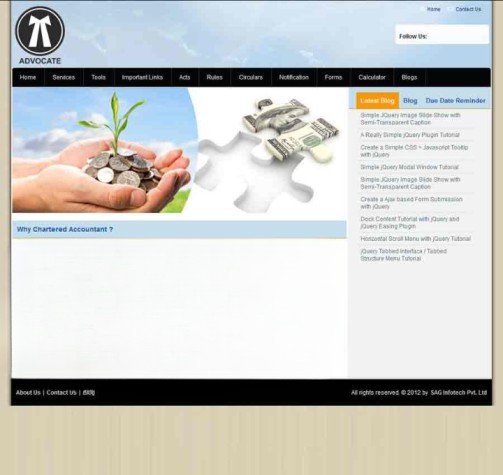 Home Contact Us
Follow Us:
ADVOCATE
Home Services Tools Important Links Acts Rules Circulars Notification Forms Calculator Blogs
Latest Blog Blog Due Date Reminder
Simple JQuery Image Slide Show with
Semi-Transparent Caption
A Really Simple jQuery Plugin Tutorial
Create a Simple CSS + Javascript Tooltip
with jQuery
Simple jQuery Modal Window Tutorial
Simple JQuery Image Slide Show with
Semi-Transparent Caption
Create a Ajax based Form Submission
with jQuery
Dock Content Tutorial with jQuery and
jQuery Easing Plugin
Horizontal Scroll Menu with jQuery Tutorial
jQuery Tabbed Interface / Tabbed
Structure Menu Tutorial
Why Chartered Accountant ?
About Us | Contact Us |
All rights reserved. © 2012 by SAG Infotech Pvt. Ltd